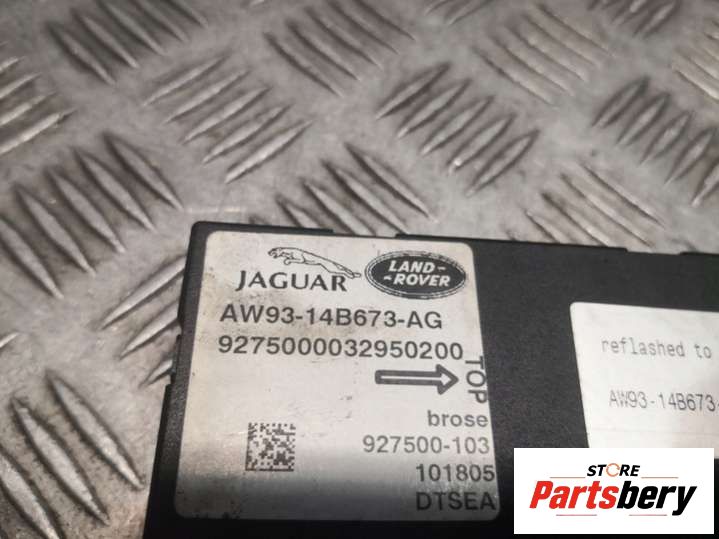 JAGUAR
LAND-
-ROVER
AW93-14B673-AG
9275000032950200
TOP
brose
927500-103
101805
DTSEA
reflashed to
AW93-14B673-
STORE
Partsbery